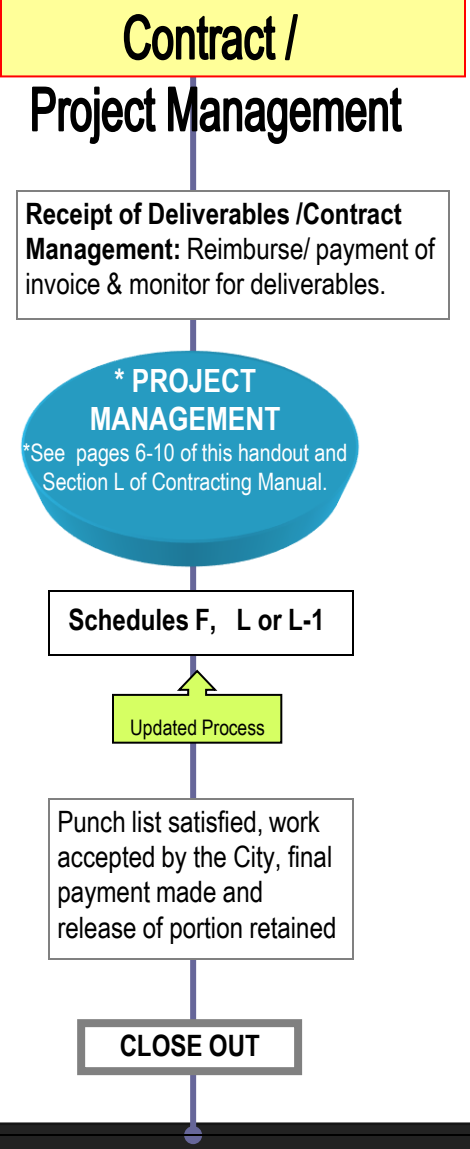 Contract /
Project Management
Receipt of Deliverables /Contract
Management: Reimburse/ payment of
invoice & monitor for deliverables.
* PROJECT
MANAGEMENT
*See pages 6-10 of this handout and
Section L of Contracting Manual.
Schedules F, L or L-1
Updated Process
Punch list satisfied, work
accepted by the City, final
payment made and
release of portion retained
CLOSE OUT